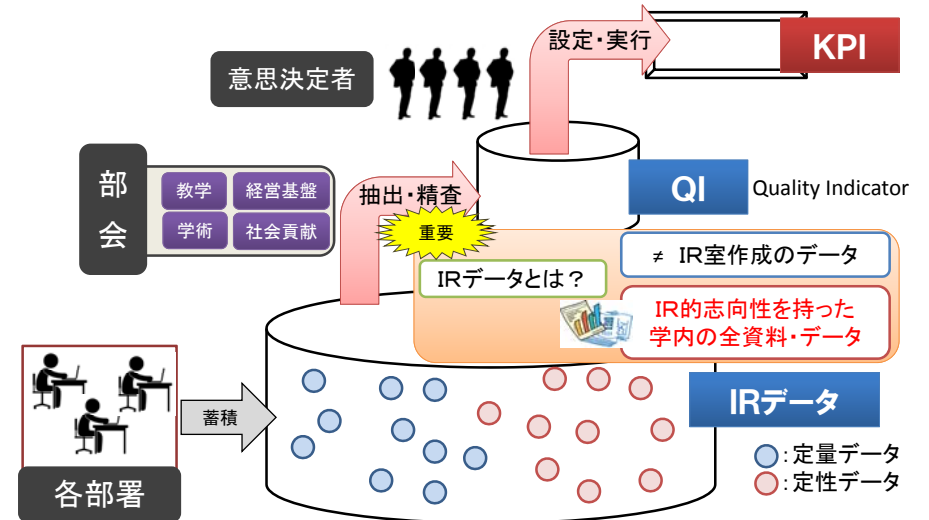 設定・実行
KPI
意思決定者
部会
教学
経営基盤
学術
社会貢献
抽出・精査
重要
QI
Quality Indicator
IRデータとは？
≠ IR室作成のデータ
IR的志向性を持った
学内の全資料・データ
各部署
蓄積
IRデータ
：定量データ
：定性データ